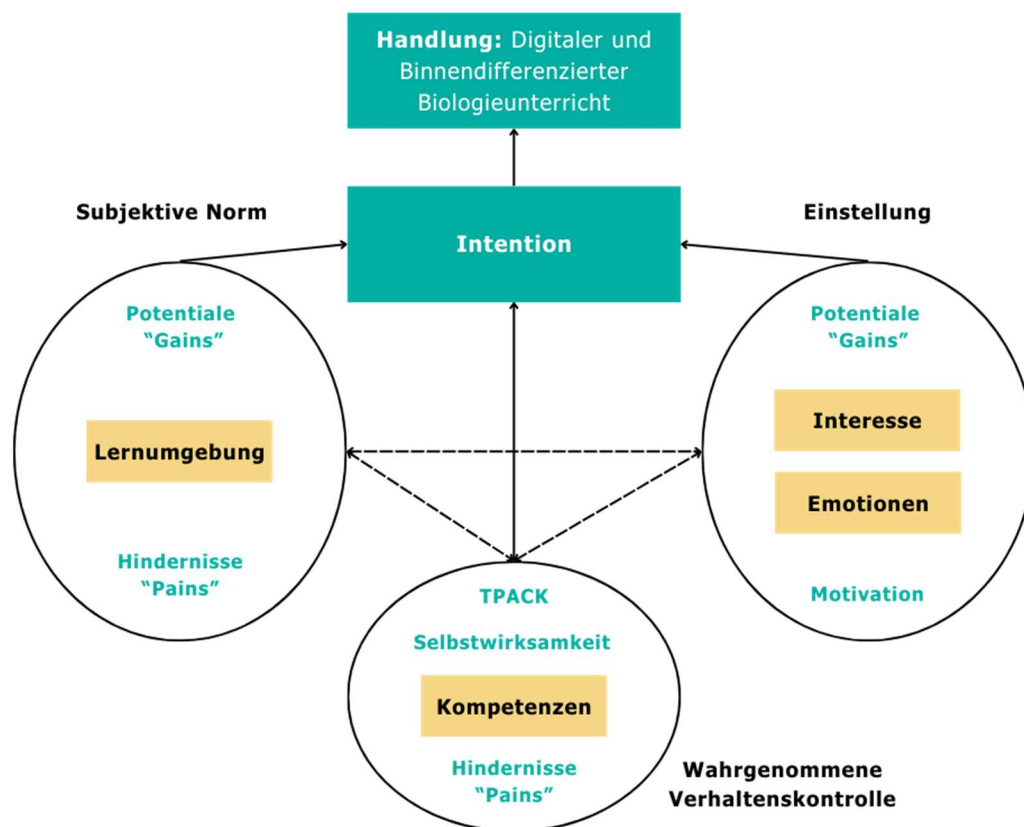 Handlung: Digitaler und
Binnendifferenzierter
Biologieunterricht
Subjektive Norm
Einstellung
Intention
Potentiale
“Gains”
Lernumgebung
Hindernisse
“Pains”
Potentiale
“Gains”
Interesse
Emotionen
Motivation
TPACK
Selbstwirksamkeit
Kompetenzen
Hindernisse
“Pains”
Wahrgenommene
Verhaltenskontrolle